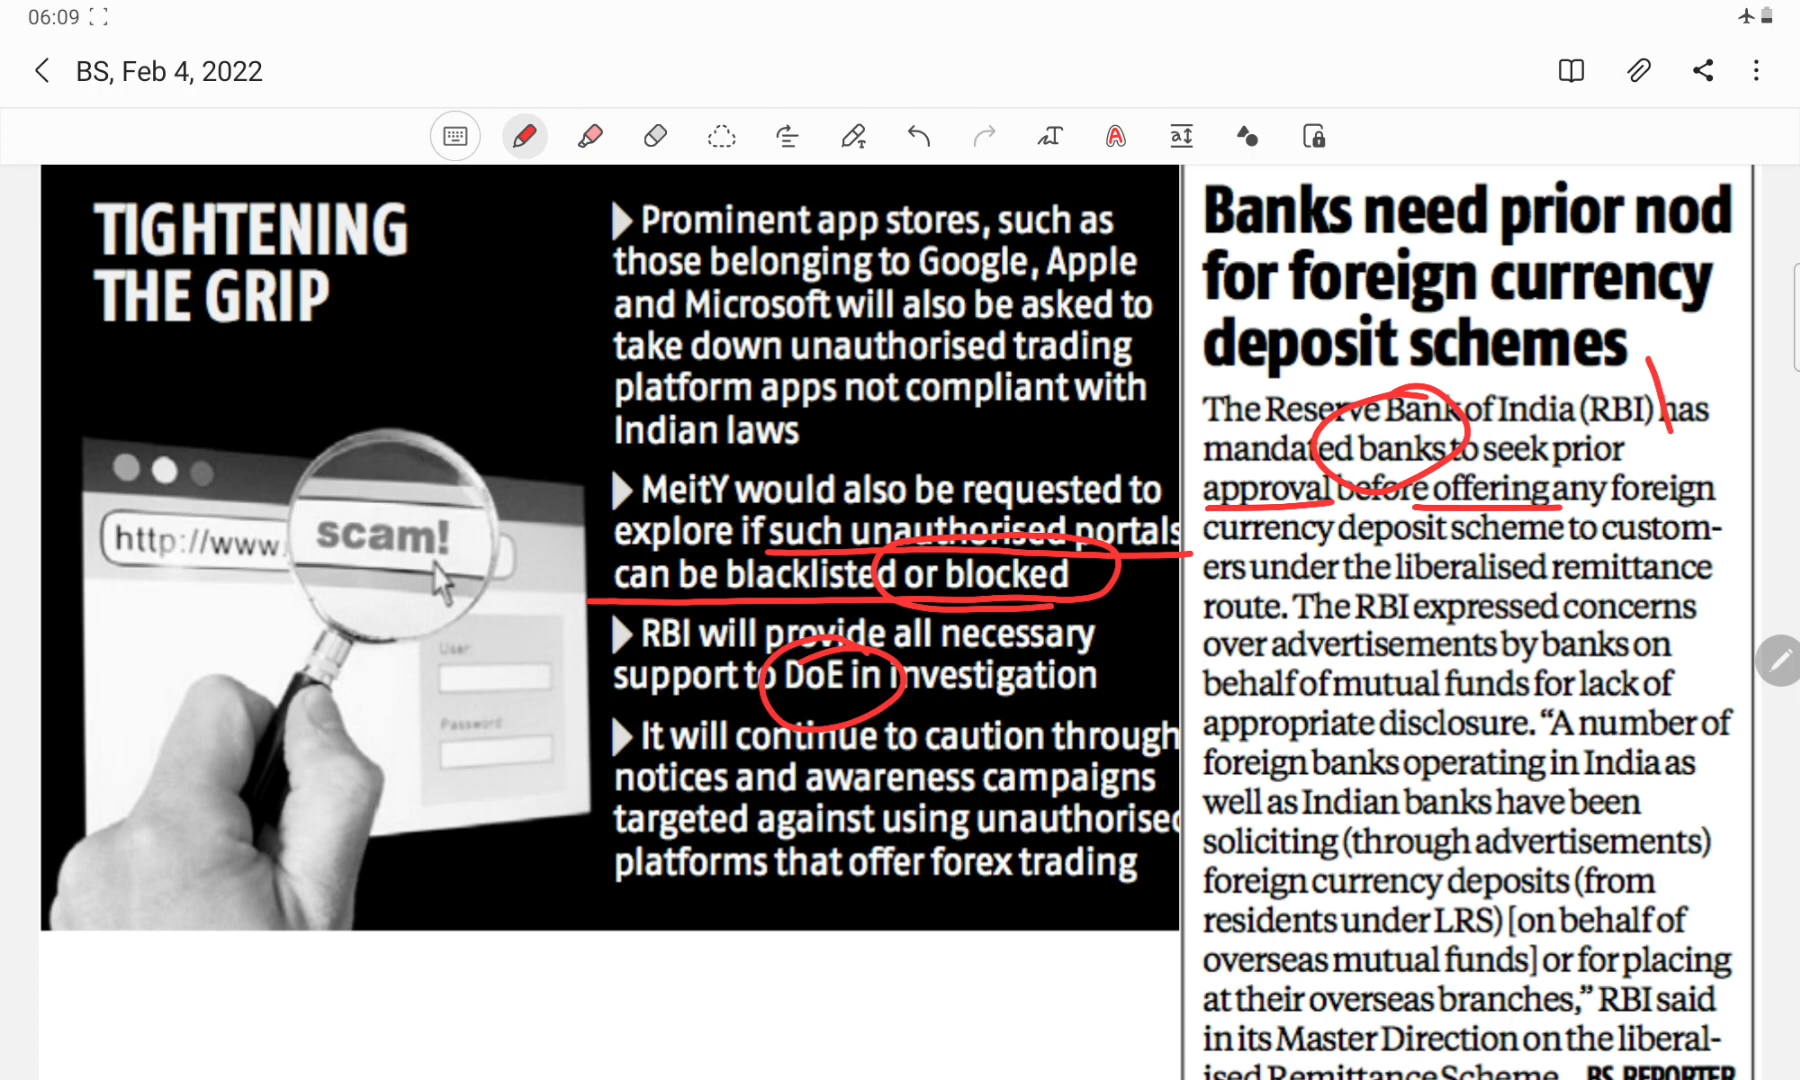 06:09
BS, Feb 4, 2022
TIGHTENING
THE GRIP
http://www.
scam!
User:
Password:
Prominent app stores, such as
those belonging to Google, Apple
and Microsoft will also be asked to
take down unauthorised trading
platform apps not compliant with
Indian laws
MeitY would also be requested to
explore if such unauthorised portals
can be blacklisted or blocked
RBI will provide all necessary
support to DoE in investigation
It will continue to caution through
notices and awareness campaigns
targeted against using unauthorised
platforms that offer forex trading
Banks need prior nod
for foreign currency
deposit schemes
The Reserve Bank of India (RBI) has
mandated banks to seek prior
approval before offering any foreign
currency deposit scheme to custom-
ers under the liberalised remittance
route. The RBI expressed concerns
over advertisements by banks on
behalf of mutual funds for lack of
appropriate disclosure. “A number of
foreign banks operating in India as
well as Indian banks have been
soliciting (through advertisements)
foreign currency deposits (from
residents under LRS) [on behalf of
overseas mutual funds] or for placing
at their overseas branches,” RBI said
in its Master Direction on the liberal-
ised Remittance Scheme. BS REPORTER